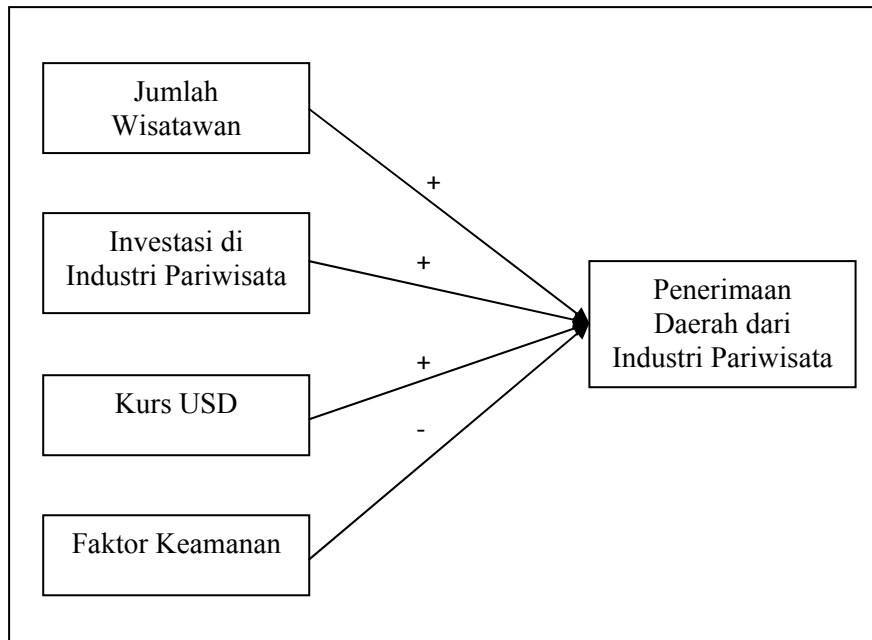 Jumlah
Wisatawan
+
Investasi di
Industri Pariwisata
+
Penerimaan
Daerah dari
Industri Pariwisata
+
Kurs USD
-
Faktor Keamanan